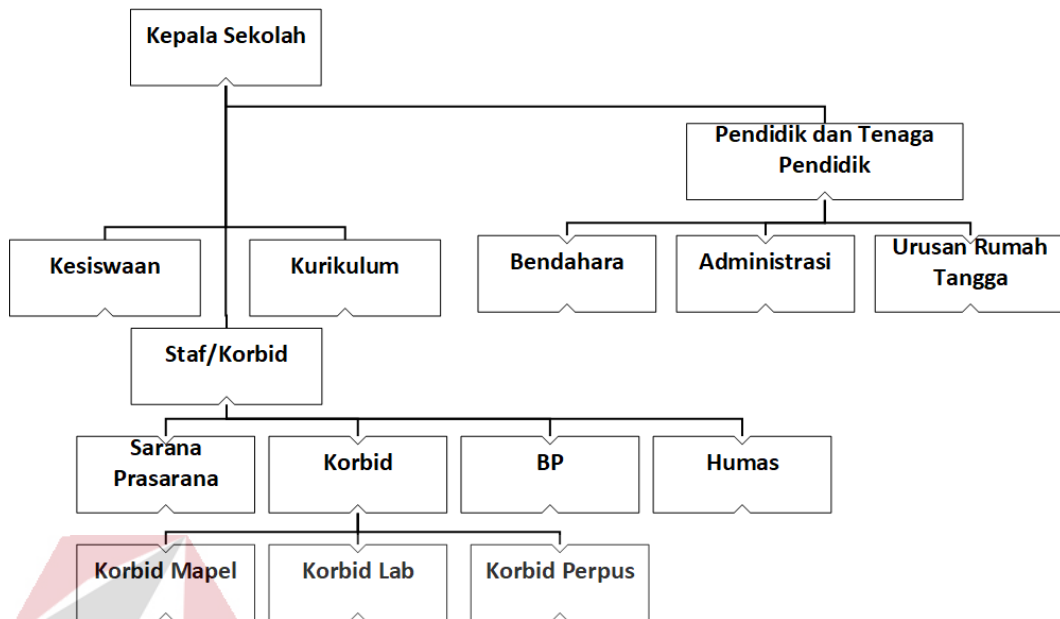 Kepala Sekolah
Pendidik dan Tenaga
Pendidik
Kesiswaan
Kurikulum
Bendahara
Administrasi
Urusan Rumah
Tangga
Staf/Korbid
Sarana
Prasarana
Korbid
BP
Humas
Korbid Mapel
Korbid Lab
Korbid Perpus